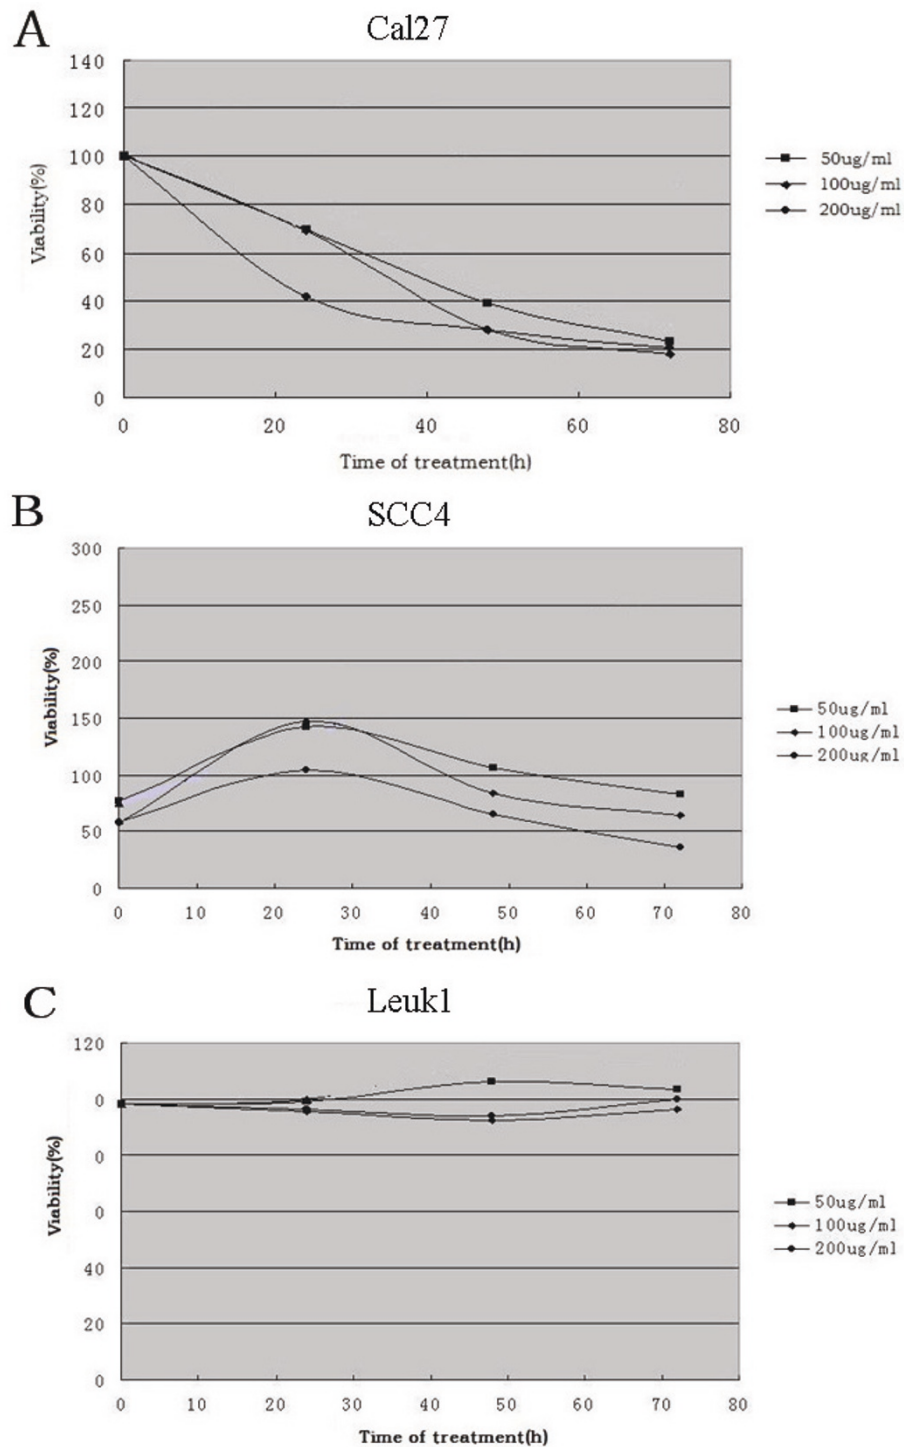 A
Cal27
140
120
100
80
60
40
20
0
Viability(%)
0 20 40 60 80
Time of treatment(h)
50ug/ml
100ug/ml
200ug/ml
B
SCC4
300
250
200
150
100
50
0
Viability(%)
0 10 20 30 40 50 60 70 80
Time of treatment(h)
50ug/ml
100ug/ml
200ug/ml
C
Leuk1
120
0
0
0
40
20
0
Viability(%)
0 10 20 30 40 50 60 70 80
Time of treatment(h)
50ug/ml
100ug/ml
200ug/ml